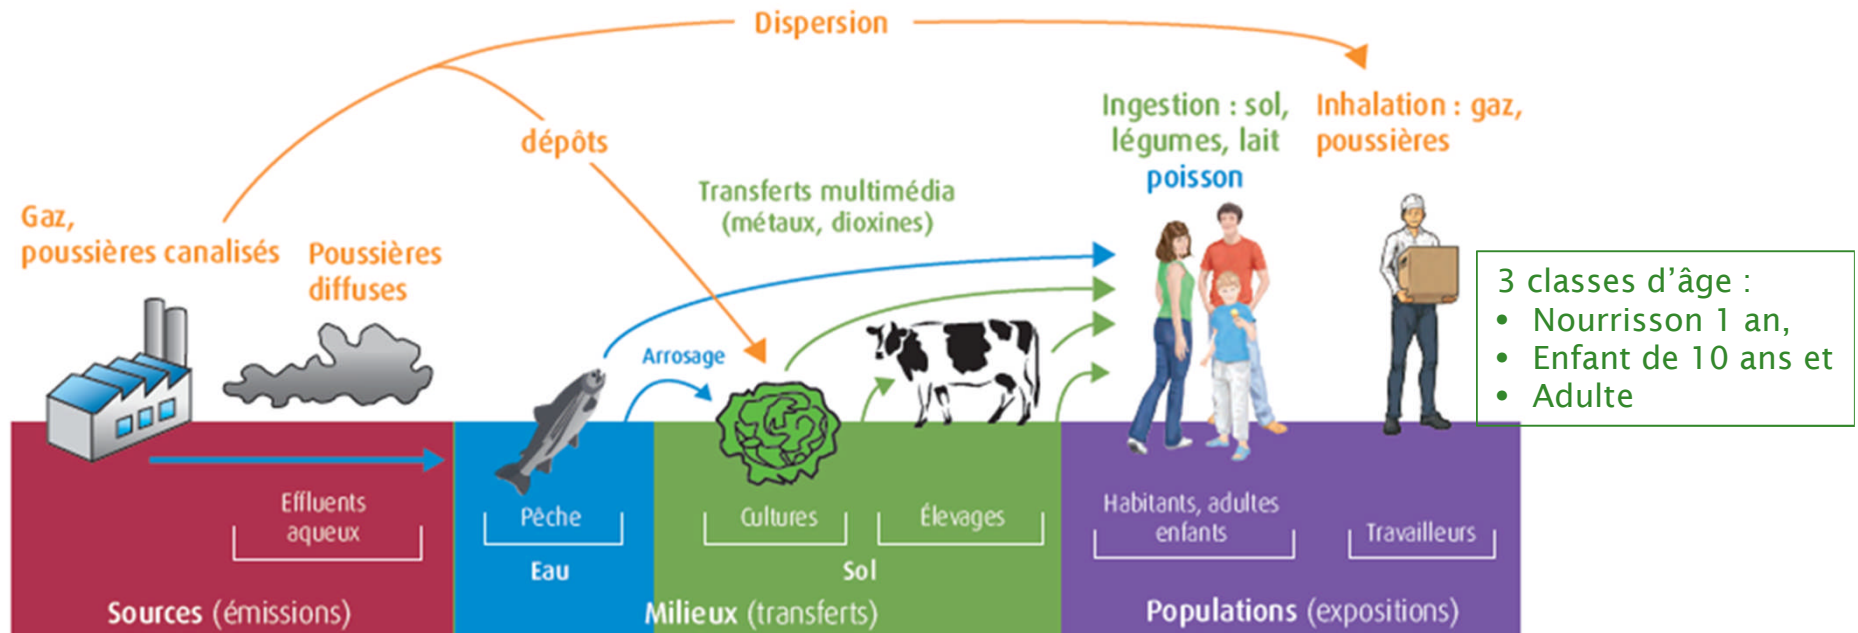 Dispersion
dépôts
Gaz,
poussières canalisés
Poussières
diffuses
Transferts multimédia
(métaux, dioxines)
Ingestion : sol,
légumes, lait
poisson
Inhalation : gaz,
poussières
Arrosage
3 classes d’âge :
• Nourrisson 1 an,
• Enfant de 10 ans et
• Adulte
Effluents
aqueux
Pêche
Cultures
Élevages
Habitants, adultes
enfants
Travailleurs
Eau
Sol
Sources (émissions)
Milieux (transferts)
Populations (expositions)